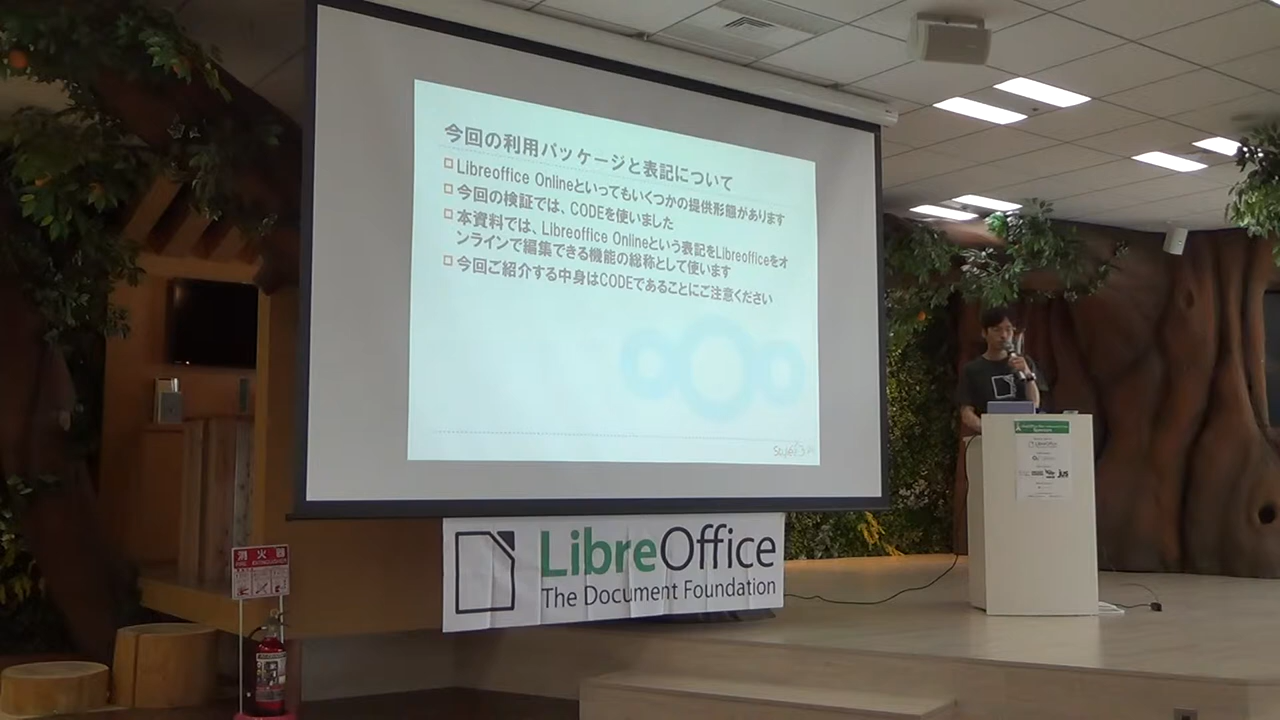 今回の利用パッケージと表記について
Libreoffice Onlineといってもいくつかの提供形態があります
今回の検証では、CODEを使いました
本資料では、Libreoffice Onlineという表記をLibreofficeをオ
ンラインで編集できる機能の総称として使います
今回ご紹介する中身はCODEであることにご注意ください
LibreOffice
The Document Foundation
消火器
FIRE EXTINGUISHER
LibreOffice